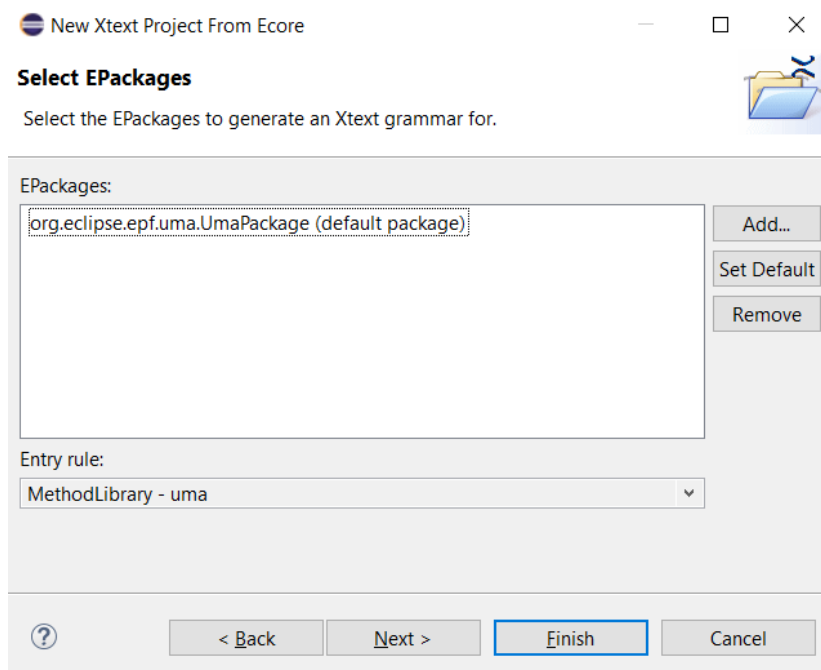 New Xtext Project From Ecore
Select EPackages
Select the EPackages to generate an Xtext grammar for.
EPackages:
org.eclipse.epf.uma.UmaPackage (default package)
Add...
Set Default
Remove
Entry rule:
MethodLibrary - uma
?
< Back
Next >
Finish
Cancel